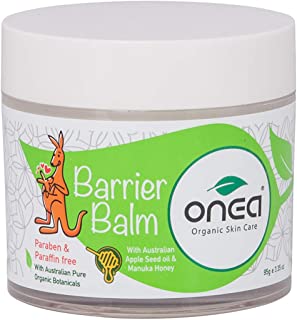 Barrier
Balm
Paraben &
Paraffin free
With Australian Pure
Organic Botanicals
onea®
Organic Skin Care
With Australian
Apple Seed oil &
Manuka Honey
95g e 3.35 oz